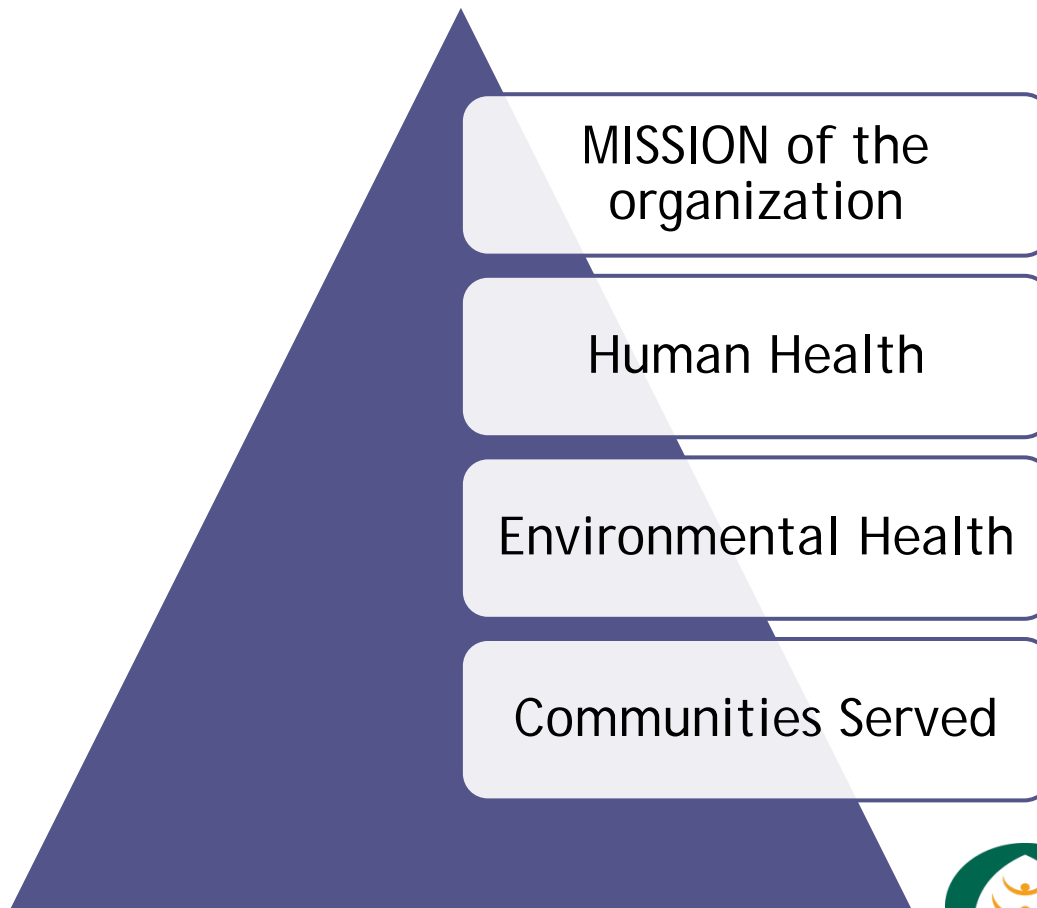 MISSION of the
organization
Human Health
Environmental Health
Communities Served